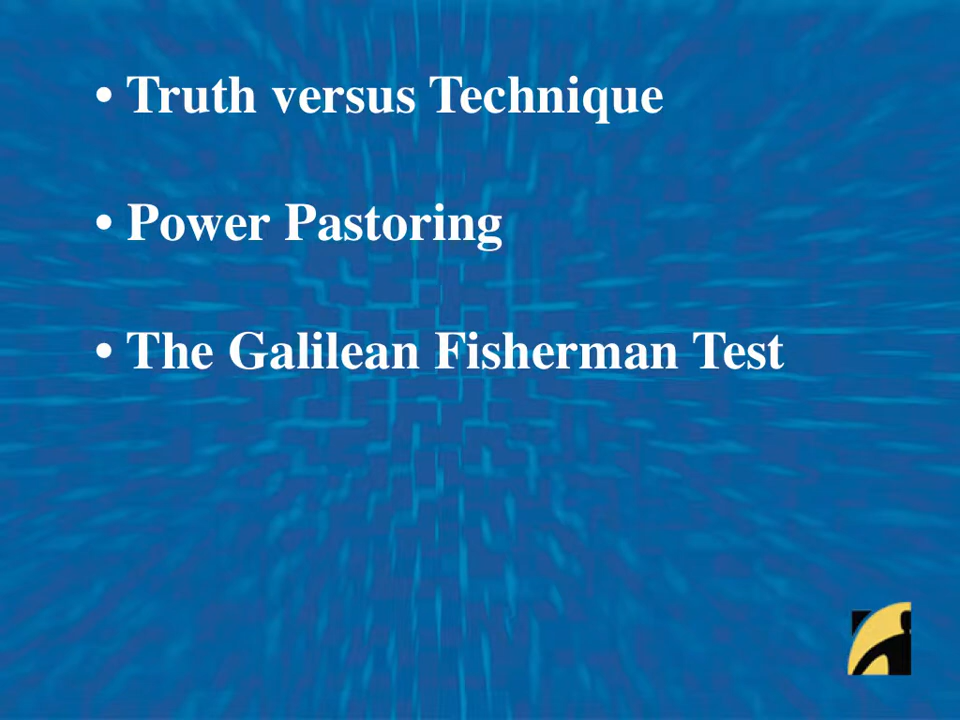 • Truth versus Technique
• Power Pastoring
• The Galilean Fisherman Test